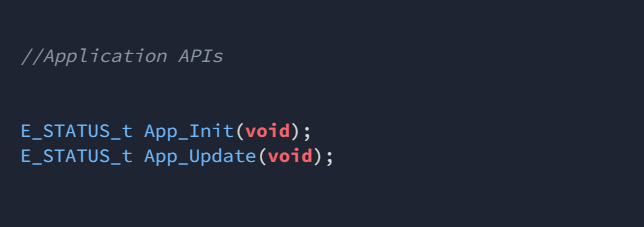 //Application APIs
E_STATUS_t App_Init(void);
E_STATUS_t App_Update(void);